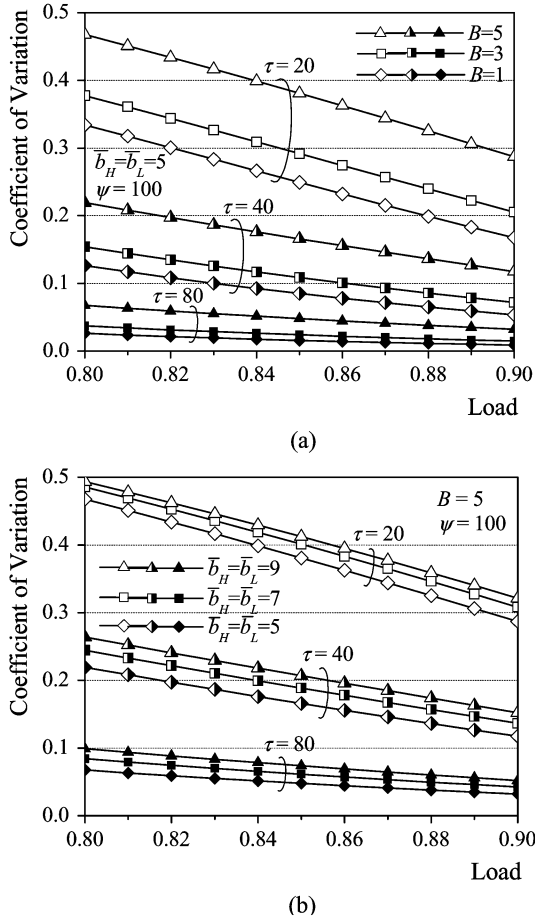 (a)
Coefficient of Variation
0.5
0.4
0.3
0.2
0.1
0.0
B=5
B=3
B=1
τ = 20
b̅H=b̅L=5
ψ = 100
τ = 40
τ = 80
0.80 0.82 0.84 0.86 0.88 0.90
Load
(a)
Coefficient of Variation
0.5
0.4
0.3
0.2
0.1
0.0
B = 5
ψ = 100
τ = 20
b̅H=b̅L=9
b̅H=b̅L=7
b̅H=b̅L=5
τ = 40
τ = 80
0.80 0.82 0.84 0.86 0.88 0.90
Load
(b)